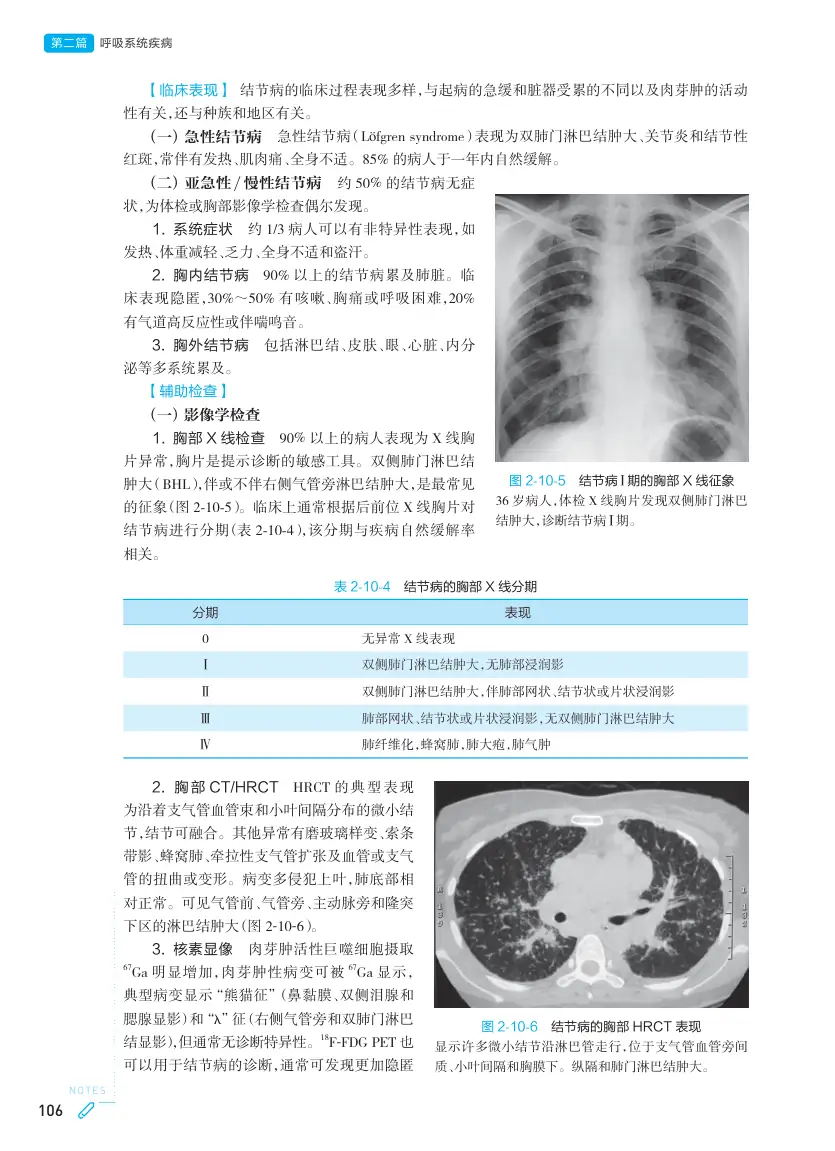 第二篇 呼吸系统疾病
【临床表现】 结节病的临床过程表现多样,与起病的急缓和脏器受累的不同以及肉芽肿的活动
性有关,还与种族和地区有关。
(一)急性结节病 急性结节病(Löfgren syndrome)表现为双肺门淋巴结肿大、关节炎和结节性
红斑,常伴有发热、肌肉痛、全身不适。85% 的病人于一年内自然缓解。
(二)亚急性/慢性结节病 约 50% 的结节病无症
状,为体检或胸部影像学检查偶尔发现。
1. 系统症状 约 1/3 病人可以有非特异性表现,如
发热、体重减轻、乏力、全身不适和盗汗。
2. 胸内结节病 90% 以上的结节病累及肺脏。临
床表现隐匿,30%～50% 有咳嗽、胸痛或呼吸困难,20%
有气道高反应性或伴喘鸣音。
3. 胸外结节病 包括淋巴结、皮肤、眼、心脏、内分
泌等多系统累及。
【辅助检查】
(一)影像学检查
1. 胸部 X 线检查 90% 以上的病人表现为 X 线胸
片异常,胸片是提示诊断的敏感工具。双侧肺门淋巴结
肿大(BHL),伴或不伴右侧气管旁淋巴结肿大,是最常见
的征象(图 2-10-5)。临床上通常根据后前位 X 线胸片对
结节病进行分期(表 2-10-4),该分期与疾病自然缓解率
相关。
图 2-10-5 结节病Ⅰ期的胸部 X 线征象
36 岁病人,体检 X 线胸片发现双侧肺门淋巴
结肿大,诊断结节病Ⅰ期。
表 2-10-4 结节病的胸部 X 线分期
分期 表现
0 无异常 X 线表现
Ⅰ 双侧肺门淋巴结肿大,无肺部浸润影
Ⅱ 双侧肺门淋巴结肿大,伴肺部网状、结节状或片状浸润影
Ⅲ 肺部网状、结节状或片状浸润影,无双侧肺门淋巴结肿大
Ⅳ 肺纤维化,蜂窝肺,肺大疱,肺气肿
2. 胸部 CT/HRCT HRCT 的典型表现
为沿着支气管血管束和小叶间隔分布的微小结
节,结节可融合。其他异常有磨玻璃样变、索条
带影、蜂窝肺、牵拉性支气管扩张及血管或支气
管的扭曲或变形。病变多侵犯上叶,肺底部相
对正常。可见气管前、气管旁、主动脉旁和隆突
下区的淋巴结肿大(图 2-10-6)。
3. 核素显像 肉芽肿活性巨噬细胞摄取
⁶⁷Ga 明显增加,肉芽肿性病变可被 ⁶⁷Ga 显示,
典型病变显示“熊猫征”(鼻黏膜、双侧泪腺和
腮腺显影)和“λ”征(右侧气管旁和双肺门淋巴
结显影),但通常无诊断特异性。¹⁸F-FDG PET 也
可以用于结节病的诊断,通常可发现更加隐匿
图 2-10-6 结节病的胸部 HRCT 表现
显示许多微小结节沿淋巴管走行,位于支气管血管旁间
质、小叶间隔和胸膜下。纵隔和肺门淋巴结肿大。
NOTES
106